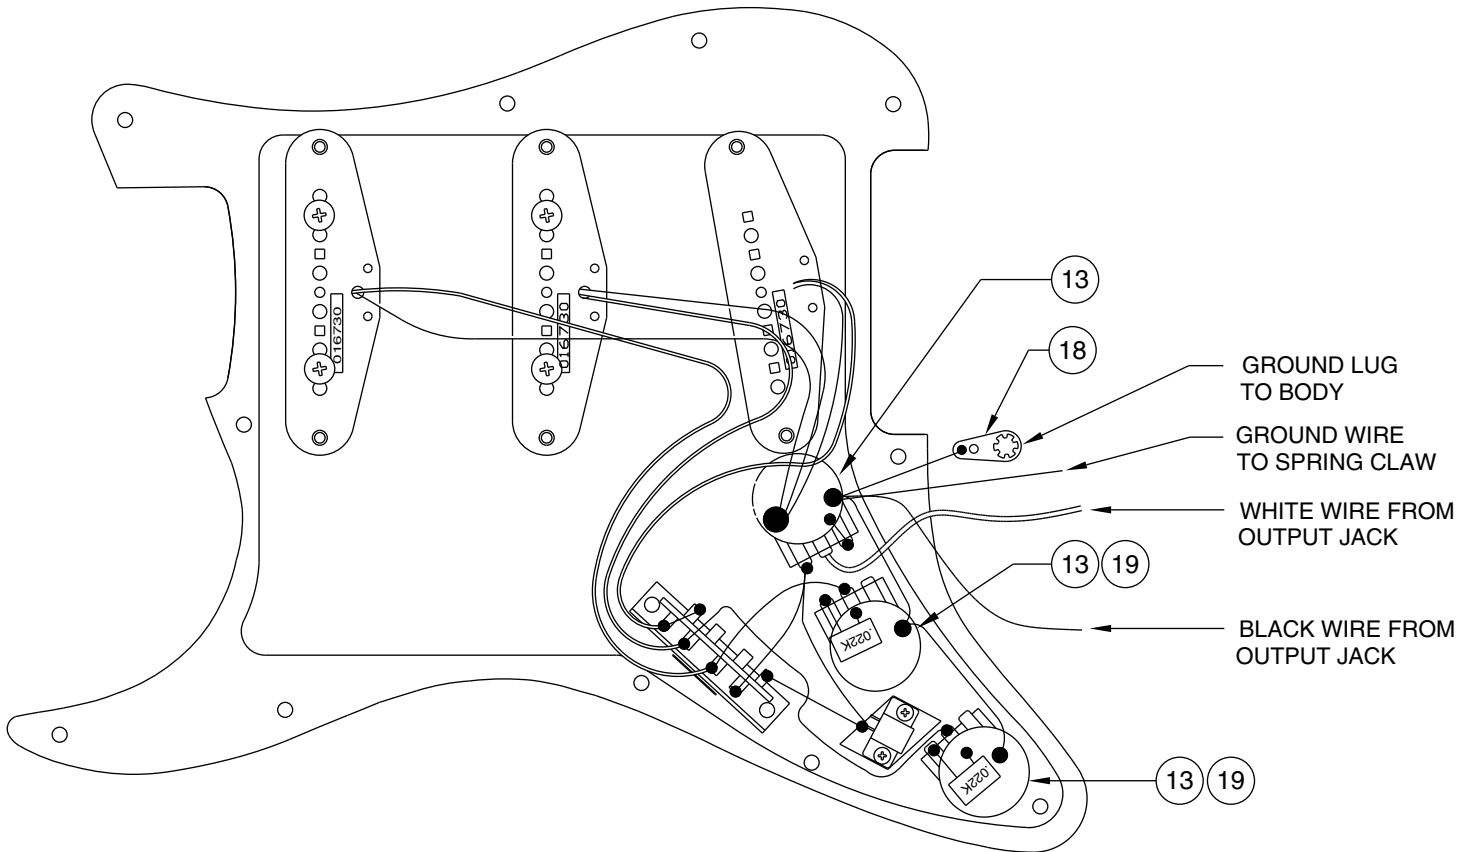 13
18
GROUND LUG
TO BODY
GROUND WIRE
TO SPRING CLAW
WHITE WIRE FROM
OUTPUT JACK
13 19
BLACK WIRE FROM
OUTPUT JACK
13 19
016730
016730
016730
.022K
.022K